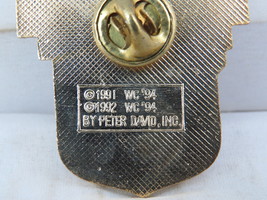 ©1991 WC '94
©1992 WC '94
BY PETER DAVID, INC.